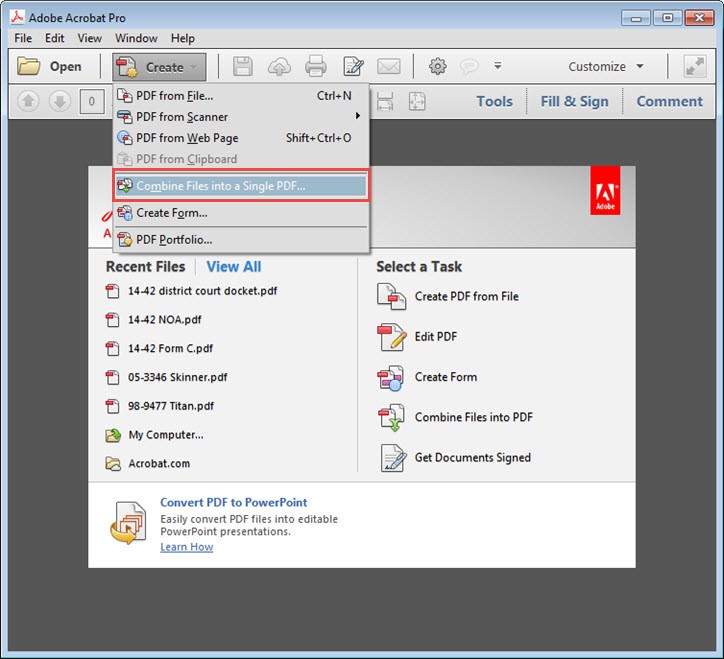 Adobe Acrobat Pro
File Edit View Window Help
Open Create Customize
0 Tools Fill & Sign Comment
PDF from File... Ctrl+N
PDF from Scanner
PDF from Web Page Shift+Ctrl+O
PDF from Clipboard
Combine Files into a Single PDF...
Create Form...
PDF Portfolio...
Adobe
Recent Files View All
14-42 district court docket.pdf
14-42 NOA.pdf
14-42 Form C.pdf
05-3346 Skinner.pdf
98-9477 Titan.pdf
My Computer...
Acrobat.com
Select a Task
Create PDF from File
Edit PDF
Create Form
Combine Files into PDF
Get Documents Signed
Convert PDF to PowerPoint
Easily convert PDF files into editable
PowerPoint presentations.
Learn How